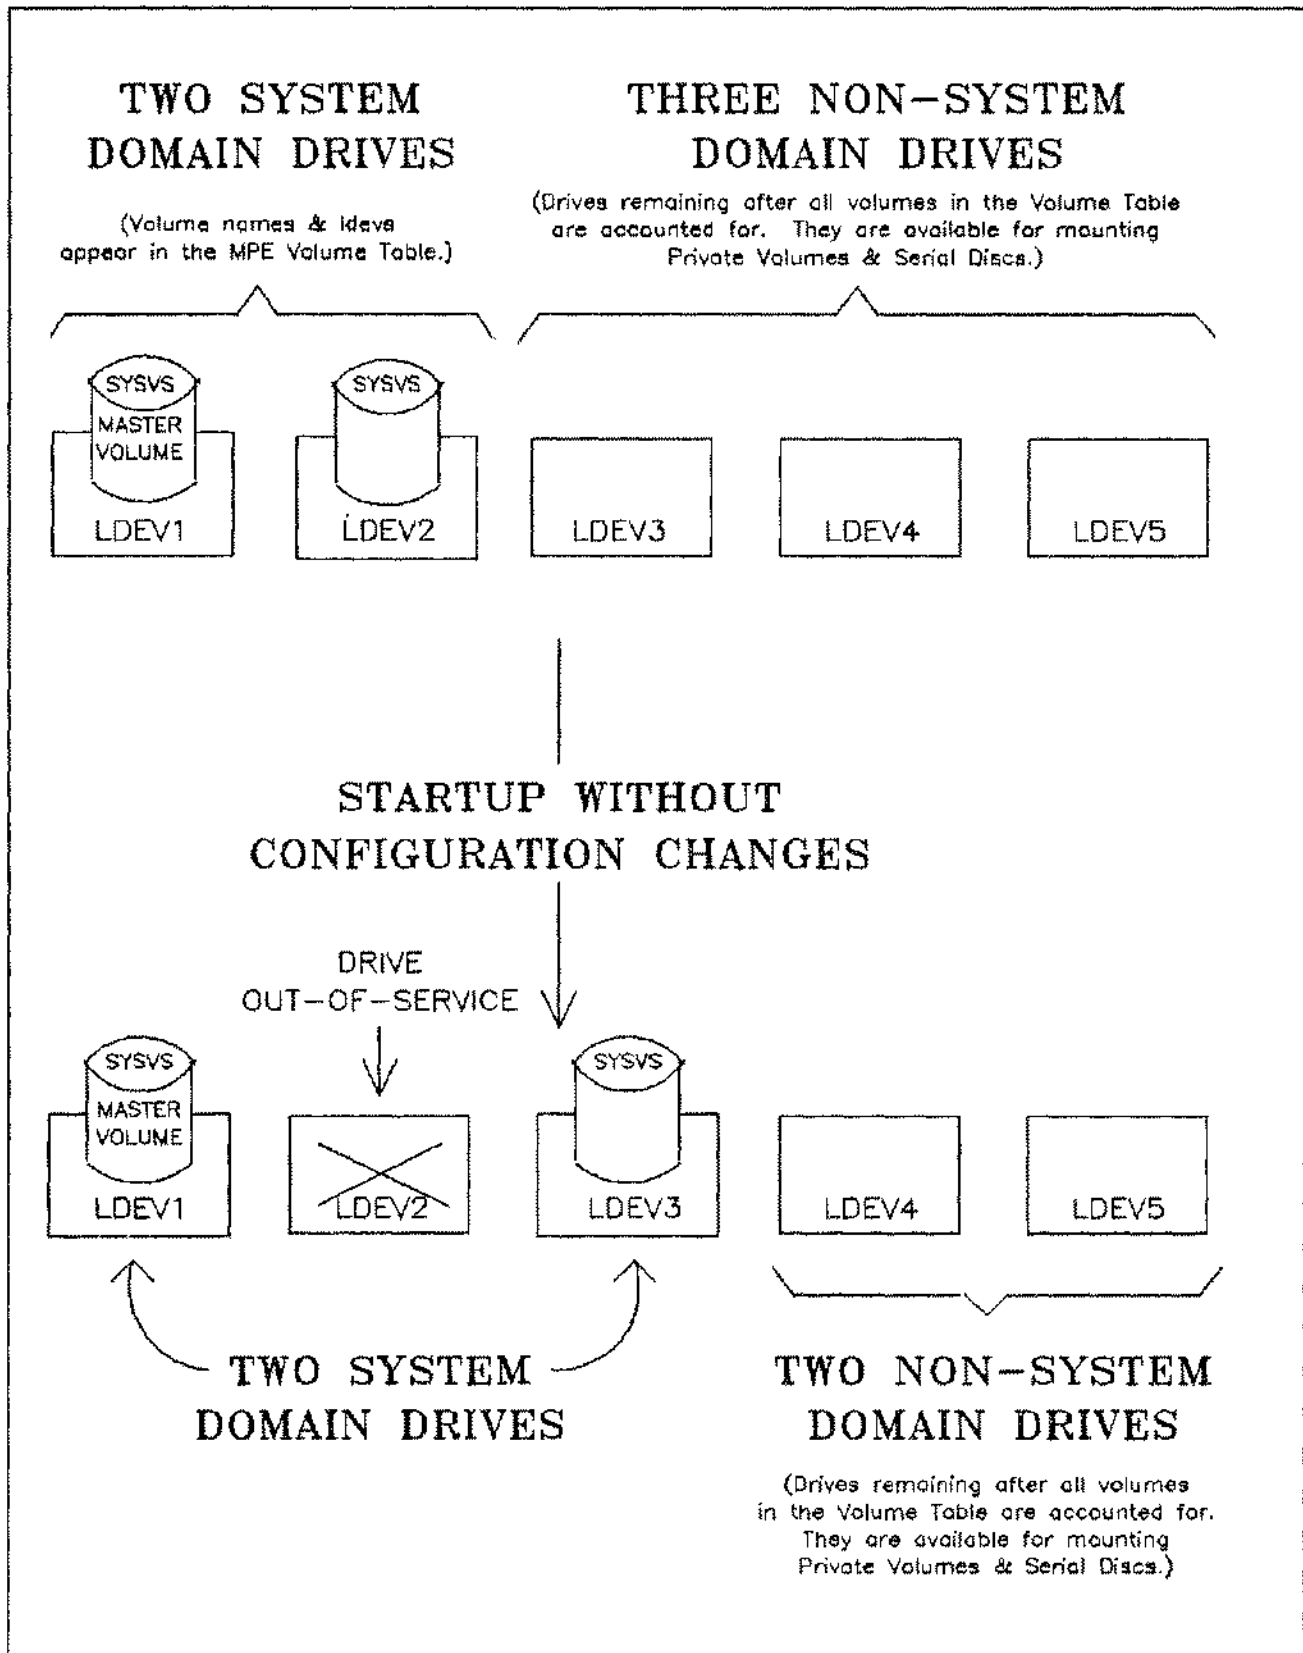 TWO SYSTEM
DOMAIN DRIVES
(Volume names & ldevs
appear in the MPE Volume Table.)
THREE NON-SYSTEM
DOMAIN DRIVES
(Drives remaining after all volumes in the Volume Table
are accounted for. They are available for mounting
Private Volumes & Serial Discs.)
SYSVS
MASTER
VOLUME
LDEV1
SYSVS
LDEV2
LDEV3
LDEV4
LDEV5
STARTUP WITHOUT
CONFIGURATION CHANGES
DRIVE
OUT-OF-SERVICE
SYSVS
MASTER
VOLUME
LDEV1
LDEV2
SYSVS
LDEV3
LDEV4
LDEV5
TWO SYSTEM
DOMAIN DRIVES
TWO NON-SYSTEM
DOMAIN DRIVES
(Drives remaining after all volumes
in the Volume Table are accounted for.
They are available for mounting
Private Volumes & Serial Discs.)